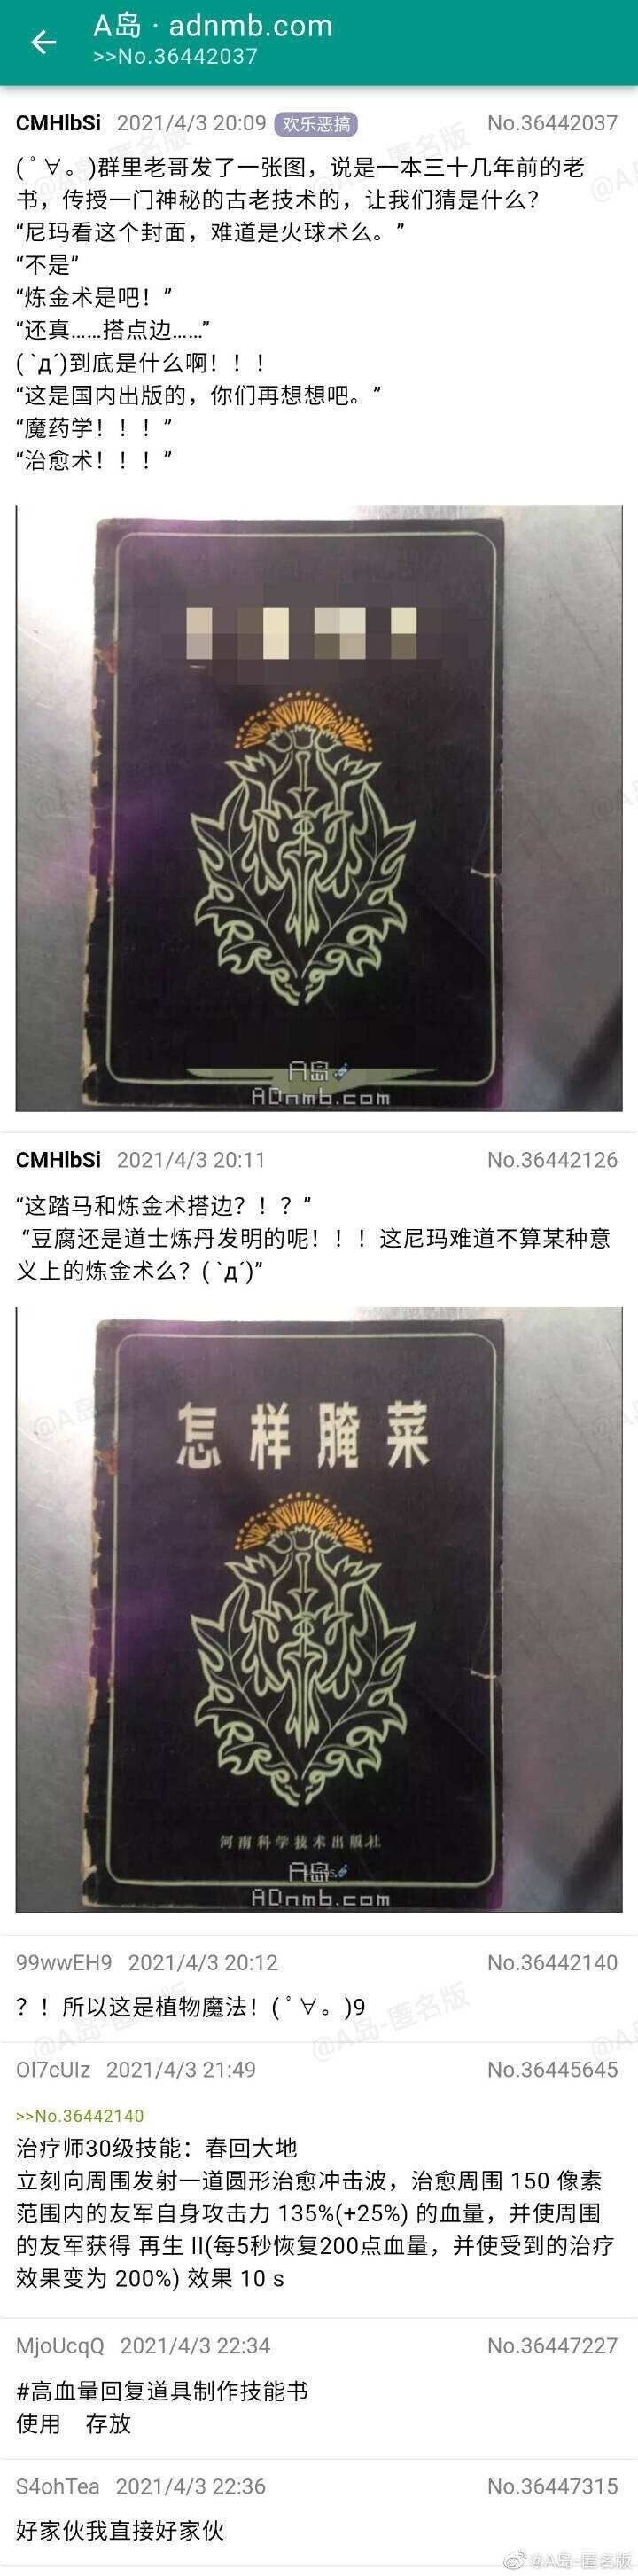 A岛 · adnmb.com
>>No.36442037
CMHlbSi 2021/4/3 20:09 欢乐恶搞 No.36442037
( ﾟ∀。)群里老哥发了一张图，说是一本三十几年前的老
书，传授一门神秘的古老技术的，让我们猜是什么？
“尼玛看这个封面，难道是火球术么。”
“不是”
“炼金术是吧！”
“还真……搭点边……”
( `д´)到底是什么啊！！！
“这是国内出版的，你们再想想吧。”
“魔药学！！！”
“治愈术！！！”
A岛
ADnmb.com
CMHlbSi 2021/4/3 20:11 No.36442126
“这踏马和炼金术搭边？！？”
“豆腐还是道士炼丹发明的呢！！！这尼玛难道不算某种意
义上的炼金术么？( `д´)”
怎样腌菜
河南科学技术出版社
A岛
ADnmb.com
99wwEH9 2021/4/3 20:12 No.36442140
？！所以这是植物魔法！( ﾟ∀。)9
Ol7cUlz 2021/4/3 21:49 No.36445645
>>No.36442140
治疗师30级技能：春回大地
立刻向周围发射一道圆形治愈冲击波，治愈周围 150 像素
范围内的友军自身攻击力 135%(+25%) 的血量，并使周围
的友军获得 再生 II(每5秒恢复200点血量，并使受到的治疗
效果变为 200%) 效果 10 s
MjoUcqQ 2021/4/3 22:34 No.36447227
#高血量回复道具制作技能书
使用 存放
S4ohTea 2021/4/3 22:36 No.36447315
好家伙我直接好家伙
@A岛-匿名版